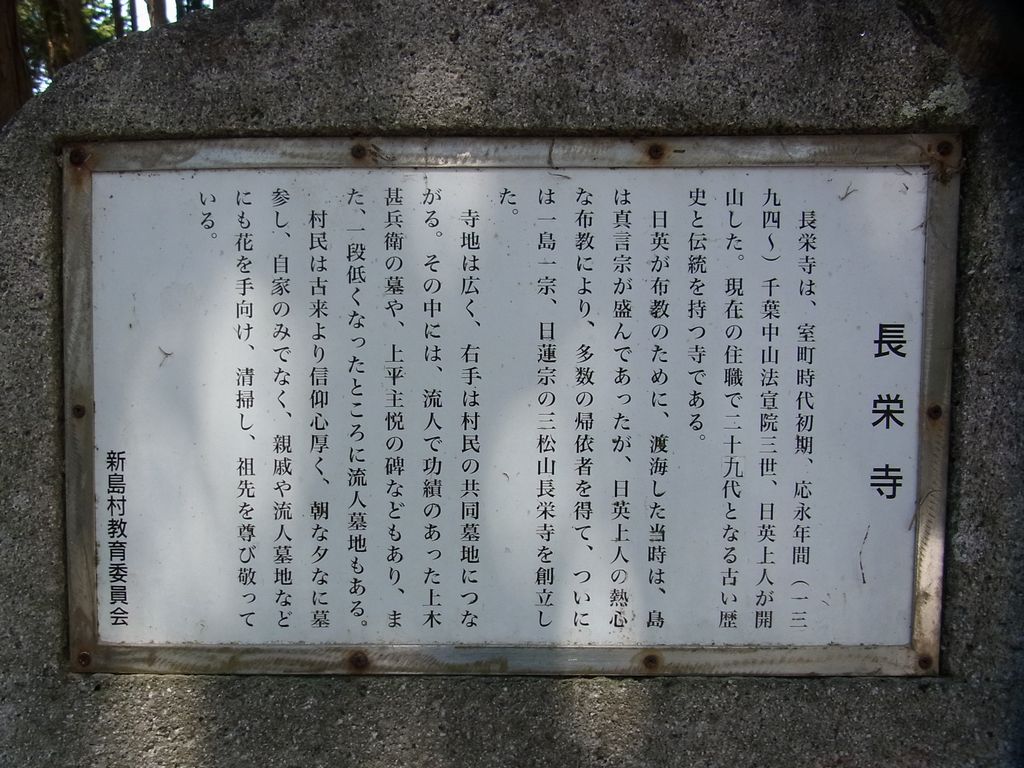 長栄寺
長栄寺は、室町時代初期、応永年間（一三
九四～）千葉中山法宣院三世、日英上人が開
山した。現在の住職で二十九代となる古い歴
史と伝統を持つ寺である。
日英が布教のために、渡海した当時は、島
は真言宗が盛んであったが、日英上人の熱心
な布教により、多数の帰依者を得て、ついに
は一島一宗、日蓮宗の三松山長栄寺を創立し
た。
寺地は広く、右手は村民の共同墓地につな
がる。その中には、流人で功績のあった上木
甚兵衛の墓や、上平主悦の碑などもあり、ま
た、一段低くなったところに流人墓地もある。
村民は古来より信仰心厚く、朝な夕なに墓
参し、自家のみでなく、親戚や流人墓地など
にも花を手向け、清掃し、祖先を尊び敬って
いる。
新島村教育委員会